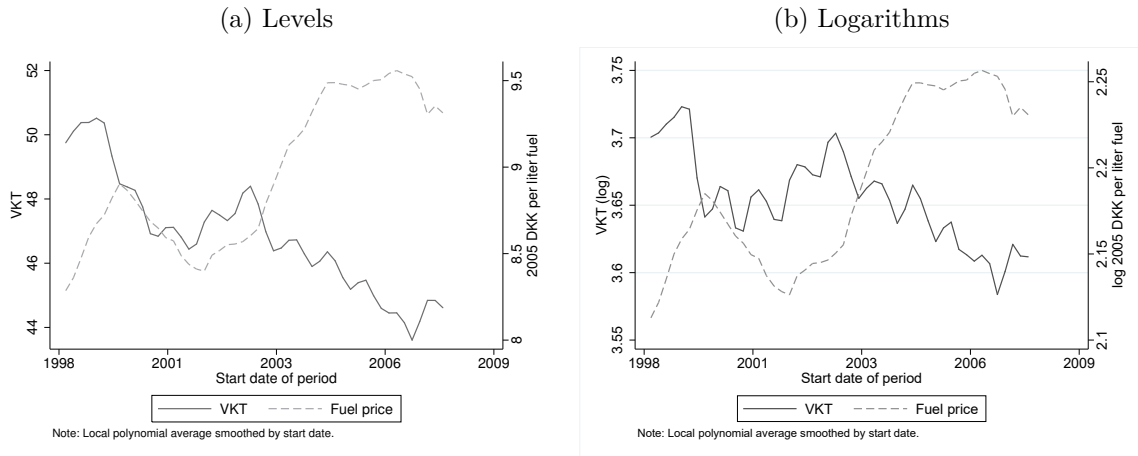 (a) Levels
52
50
48
46
44
VKT
9.5
9
8.5
8
2005 DKK per liter fuel
1998 2001 2003 2006 2009
Start date of period
VKT Fuel price
Note: Local polynomial average smoothed by start date.
(b) Logarithms
3.75
3.7
3.65
3.6
3.55
VKT (log)
2.25
2.2
2.15
2.1
log 2005 DKK per liter fuel
1998 2001 2003 2006 2009
Start date of period
VKT Fuel price
Note: Local polynomial average smoothed by start date.